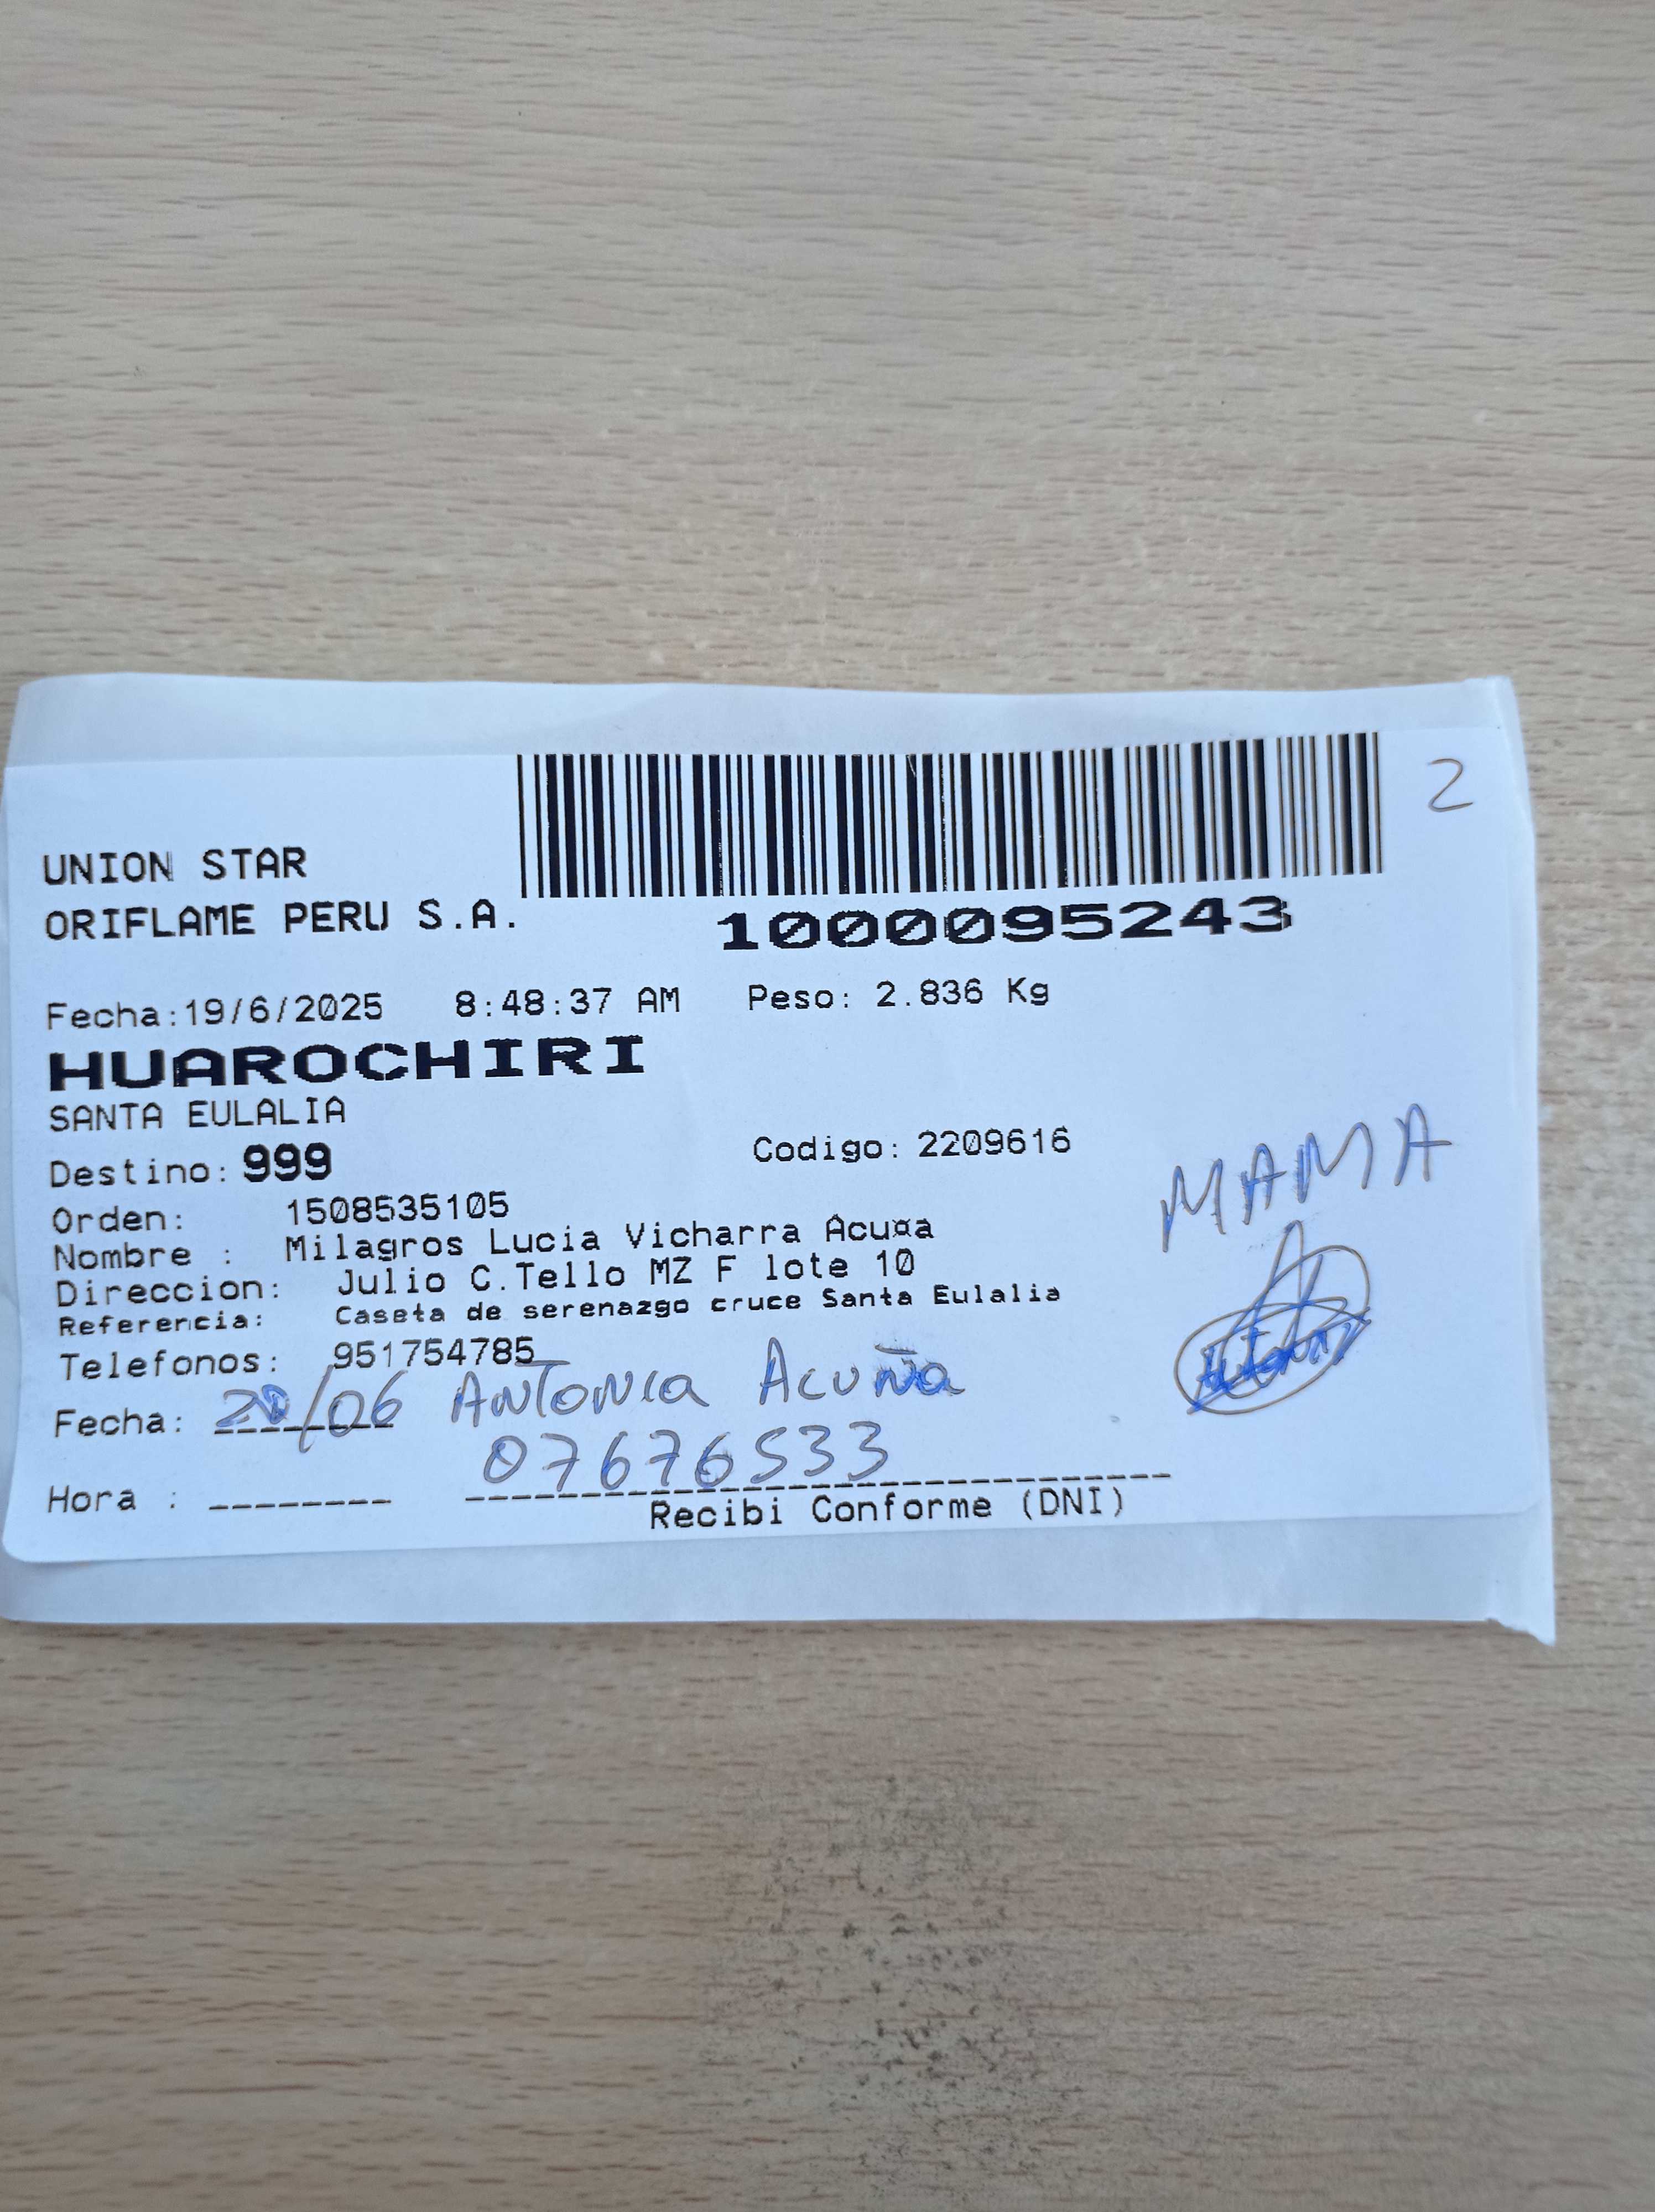 2
UNION STAR
ORIFLAME PERU S.A.
1000095243
Fecha:19/6/2025 8:48:37 AM Peso: 2.836 Kg
HUAROCHIRI
SANTA EULALIA
Destino: 999 Codigo: 2209616
MAMA
Orden: 1508535105
Nombre : Milagros Lucia Vicharra Acu¤a
Direccion: Julio C.Tello MZ F lote 10
Referencia: Caseta de serenazgo cruce Santa Eulalia
Telefonos: 951754785
Fecha: 20/06 ANTONIA ACUÑA
07676533
Hora :
Recibi Conforme (DNI)